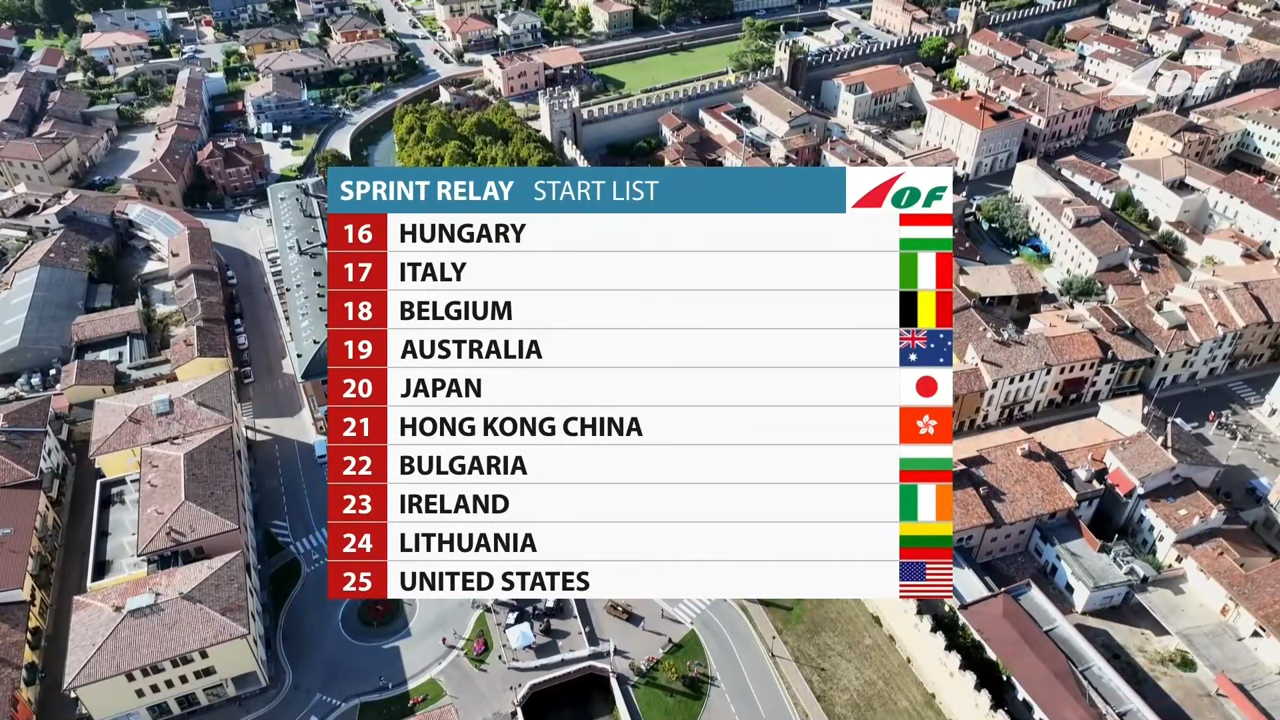 IOF
SPRINT RELAY START LIST
IOF
16 HUNGARY
17 ITALY
18 BELGIUM
19 AUSTRALIA
20 JAPAN
21 HONG KONG CHINA
22 BULGARIA
23 IRELAND
24 LITHUANIA
25 UNITED STATES